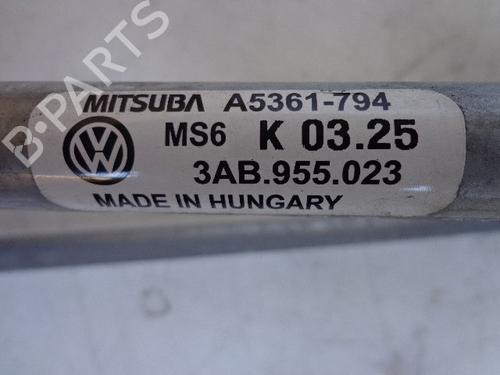 MITSUBA A5361-794
MS6 K 03.25
3AB.955.023
MADE IN HUNGARY
B-PARTS